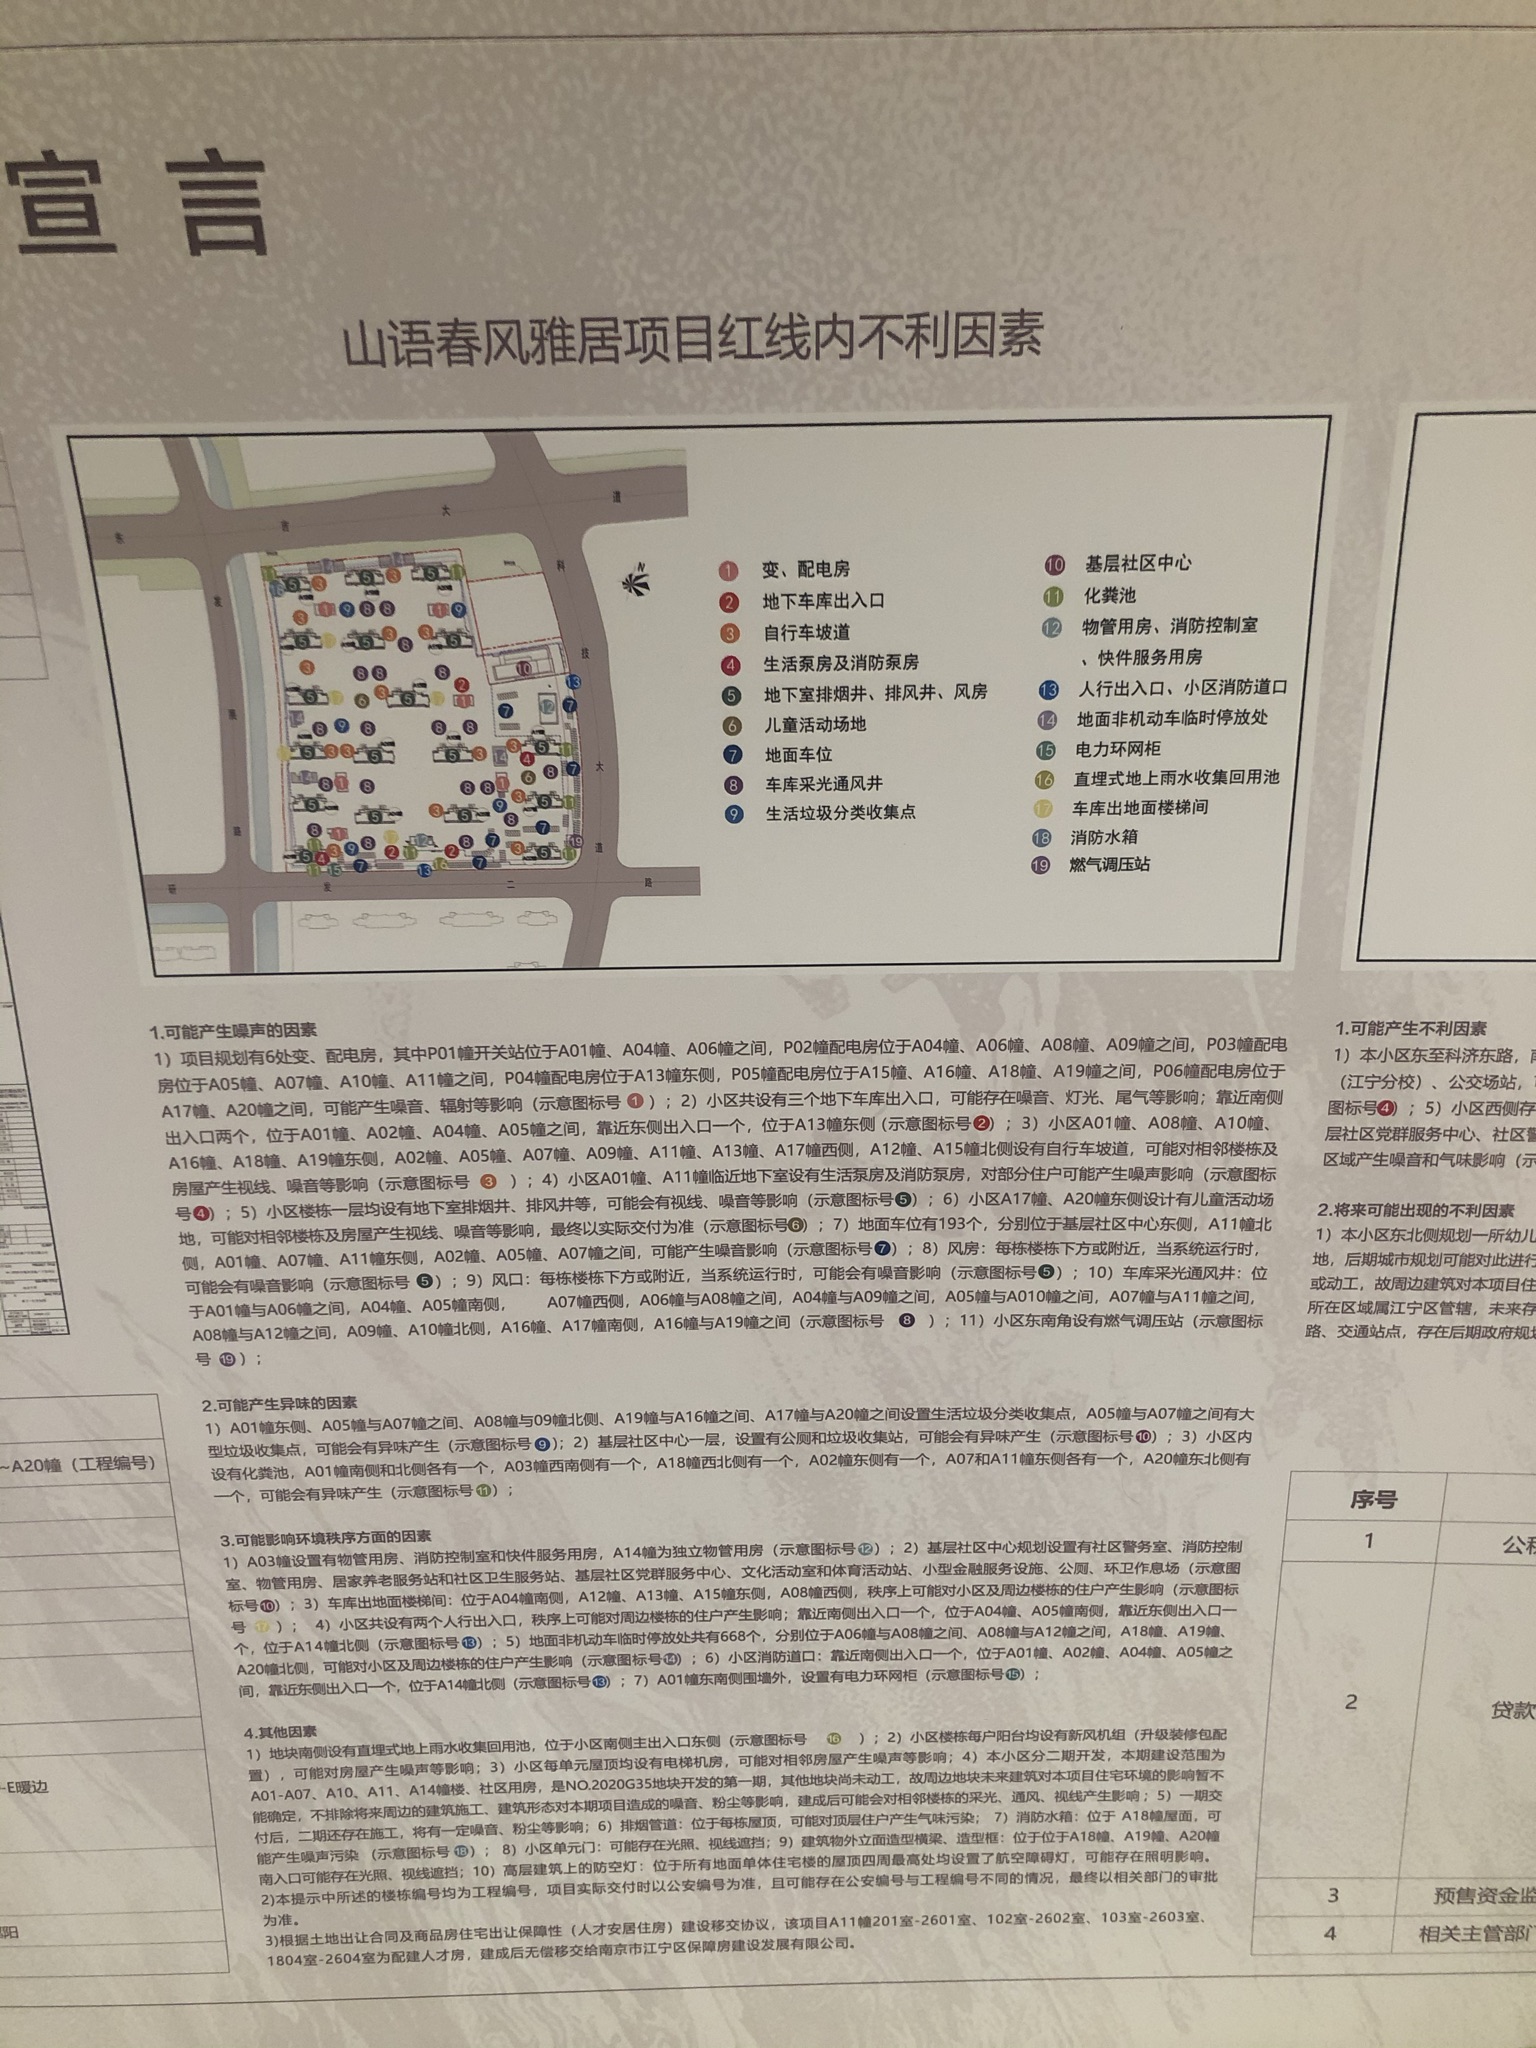 宣言
山语春风雅居项目红线内不利因素
东 吉 大 道
科 技 大 道
研 发 二 路
1 变、配电房
2 地下车库出入口
3 自行车坡道
4 生活泵房及消防泵房
5 地下室排烟井、排风井、风房
6 儿童活动场地
7 地面车位
8 车库采光通风井
9 生活垃圾分类收集点
10 基层社区中心
11 化粪池
12 物管用房、消防控制室
、快件服务用房
13 人行出入口、小区消防道口
14 地面非机动车临时停放处
15 电力环网柜
16 直埋式地上雨水收集回用池
17 车库出地面楼梯间
18 消防水箱
19 燃气调压站
1.可能产生噪声的因素
1）项目规划有6处变、配电房，其中P01幢开关站位于A01幢、A04幢、A06幢之间，P02幢配电房位于A04幢、A06幢、A08幢、A09幢之间，P03幢配电
房位于A05幢、A07幢、A10幢、A11幢之间，P04幢配电房位于A13幢东侧，P05幢配电房位于A15幢、A16幢、A18幢、A19幢之间，P06幢配电房位于
A17幢、A20幢之间，可能产生噪音、辐射等影响（示意图标号 1 ）；2）小区共设有三个地下车库出入口，可能存在噪音、灯光、尾气等影响；靠近南侧
出入口两个，位于A01幢、A02幢、A04幢、A05幢之间，靠近东侧出入口一个，位于A13幢东侧（示意图标号2）；3）小区A01幢、A08幢、A10幢、
A16幢、A18幢、A19幢东侧，A02幢、A05幢、A07幢、A09幢、A11幢、A13幢、A17幢西侧，A12幢、A15幢北侧设有自行车坡道，可能对相邻楼栋及
房屋产生视线、噪音等影响（示意图标号 3 ）；4）小区A01幢、A11幢临近地下室设有生活泵房及消防泵房，对部分住户可能产生噪声影响（示意图标
号4）；5）小区楼栋一层均设有地下室排烟井、排风井等，可能会有视线、噪音等影响（示意图标号5）；6）小区A17幢、A20幢东侧设计有儿童活动场
地，可能对相邻楼栋及房屋产生视线、噪音等影响，最终以实际交付为准（示意图标号6）；7）地面车位有193个，分别位于基层社区中心东侧，A11幢北
侧，A01幢、A07幢、A11幢东侧，A02幢、A05幢、A07幢之间，可能产生噪音影响（示意图标号7）；8）风房：每栋楼栋下方或附近，当系统运行时，
可能会有噪音影响（示意图标号 5）；9）风口：每栋楼栋下方或附近，当系统运行时，可能会有噪音影响（示意图标号5）；10）车库采光通风井：位
于A01幢与A06幢之间，A04幢、A05幢南侧， A07幢西侧，A06幢与A08幢之间，A04幢与A09幢之间，A05幢与A010幢之间，A07幢与A11幢之间，
A08幢与A12幢之间，A09幢、A10幢北侧，A16幢、A17幢南侧，A16幢与A19幢之间（示意图标号 8 ）；11）小区东南角设有燃气调压站（示意图标
号 19）；
2.可能产生异味的因素
1）A01幢东侧、A05幢与A07幢之间、A08幢与09幢北侧、A19幢与A16幢之间、A17幢与A20幢之间设置生活垃圾分类收集点，A05幢与A07幢之间有大
型垃圾收集点，可能会有异味产生（示意图标号9）；2）基层社区中心一层，设置有公厕和垃圾收集站，可能会有异味产生（示意图标号10）；3）小区内
设有化粪池，A01幢南侧和北侧各有一个，A03幢西南侧有一个，A18幢西北侧有一个，A02幢东侧有一个，A07和A11幢东侧各有一个，A20幢东北侧有
一个，可能会有异味产生（示意图标号11）；
3.可能影响环境秩序方面的因素
1）A03幢设置有物管用房、消防控制室和快件服务用房，A14幢为独立物管用房（示意图标号12）；2）基层社区中心规划设置有社区警务室、消防控制
室、物管用房、居家养老服务站和社区卫生服务站、基层社区党群服务中心、文化活动室和体育活动站、小型金融服务设施、公厕、环卫作息场（示意图
标号10）；3）车库出地面楼梯间：位于A04幢南侧，A12幢、A13幢、A15幢东侧，A08幢西侧，秩序上可能对小区及周边楼栋的住户产生影响（示意图标
号 17 ）； 4）小区共设有两个人行出入口，秩序上可能对周边楼栋的住户产生影响；靠近南侧出入口一个，位于A04幢、A05幢南侧，靠近东侧出入口一
个，位于A14幢北侧（示意图标号13）；5）地面非机动车临时停放处共有668个，分别位于A06幢与A08幢之间、A08幢与A12幢之间，A18幢、A19幢、
A20幢北侧，可能对小区及周边楼栋的住户产生影响（示意图标号14）；6）小区消防道口：靠近南侧出入口一个，位于A01幢、A02幢、A04幢、A05幢之
间，靠近东侧出入口一个，位于A14幢北侧（示意图标号13）；7）A01幢东南侧围墙外，设置有电力环网柜（示意图标号15）；
4.其他因素
1）地块南侧设有直埋式地上雨水收集回用池，位于小区南侧主出入口东侧（示意图标号 16 ）；2）小区楼栋每户阳台均设有新风机组（升级装修包配
置），可能对房屋产生噪声等影响；3）小区每单元屋顶均设有电梯机房，可能对相邻房屋产生噪声等影响；4）本小区分二期开发，本期建设范围为
A01-A07、A10、A11、A14幢楼、社区用房，是NO.2020G35地块开发的第一期，其他地块尚未动工，故周边地块未来建筑对本项目住宅环境的影响暂不
能确定，不排除将来周边的建筑施工、建筑形态对本期项目造成的噪音、粉尘等影响，建成后可能会对相邻楼栋的采光、通风、视线产生影响；5）一期交
付后，二期还存在施工，将有一定噪音、粉尘等影响；6）排烟管道：位于每栋屋顶，可能对顶层住户产生气味污染； 7）消防水箱：位于 A18幢屋面，可
能产生噪声污染 （示意图标号18）； 8）小区单元门：可能存在光照、视线遮挡；9）建筑物外立面造型横梁、造型框：位于位于A18幢、A19幢、A20幢
南入口可能存在光照、视线遮挡；10）高层建筑上的防空灯：位于所有地面单体住宅楼的屋顶四周最高处均设置了航空障碍灯，可能存在照明影响。
2)本提示中所述的楼栋编号均为工程编号，项目实际交付时以公安编号为准，且可能存在公安编号与工程编号不同的情况，最终以相关部门的审批
为准。
3)根据土地出让合同及商品房住宅出让保障性（人才安居住房）建设移交协议，该项目A11幢201室-2601室、102室-2602室、103室-2603室、
1804室-2604室为配建人才房，建成后无偿移交给南京市江宁区保障房建设发展有限公司。
1.可能产生不利因素
1）本小区东至科济东路，
（江宁分校）、公交场站，
图标号4）；5）小区西侧存
层社区党群服务中心、社区警
区域产生噪音和气味影响（示
2.将来可能出现的不利因素
1）本小区东北侧规划一所幼儿
地，后期城市规划可能对此进行
或动工，故周边建筑对本项目住
所在区域属江宁区管辖，未来存
路、交通站点，存在后期政府规划
序号
1
2 贷款
3 预售资金监
4 相关主管部门
~A20幢（工程编号）
-E暖边
阳